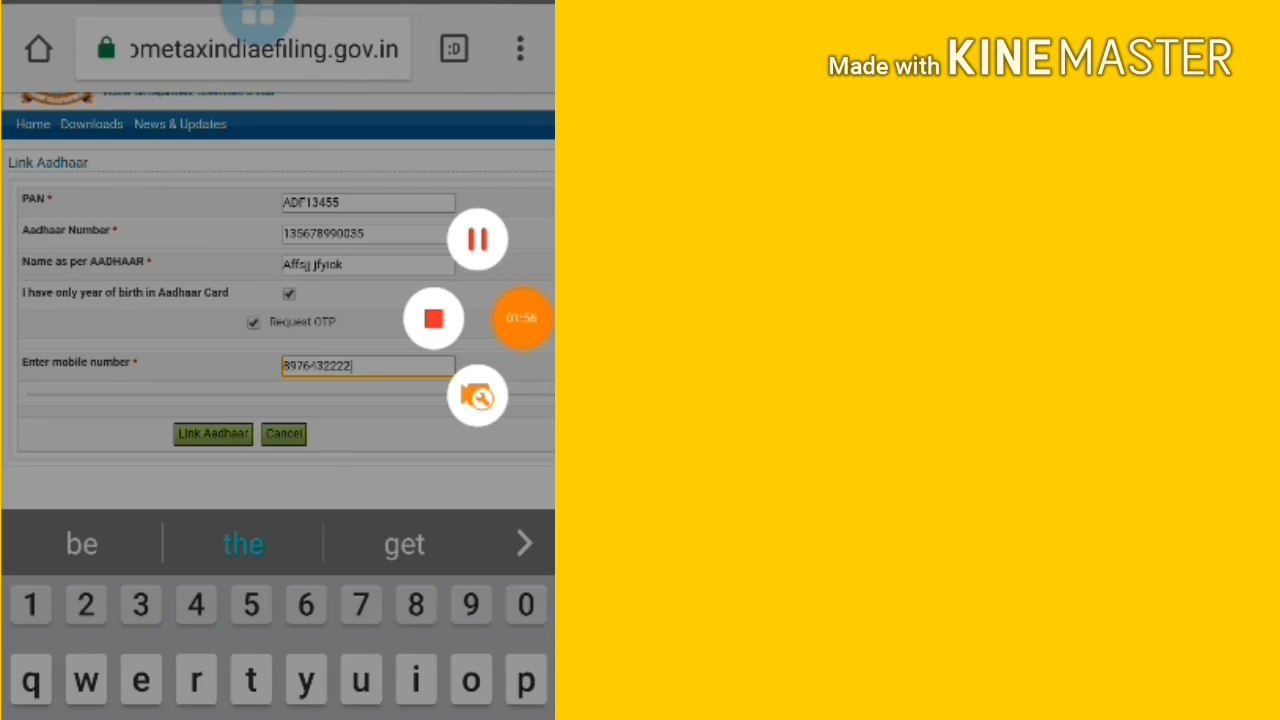 ometaxindiaefiling.gov.in
:D
Made with KINEMASTER
Home Downloads News & Updates
Link Aadhaar
PAN * ADF13455
Aadhaar Number * 135678990035
Name as per AADHAAR * Affsjj jfyiok
I have only year of birth in Aadhaar Card
Request OTP
01:56
Enter mobile number * 8976432222
Link Aadhaar Cancel
be the get
1 2 3 4 5 6 7 8 9 0
q w e r t y u i o p